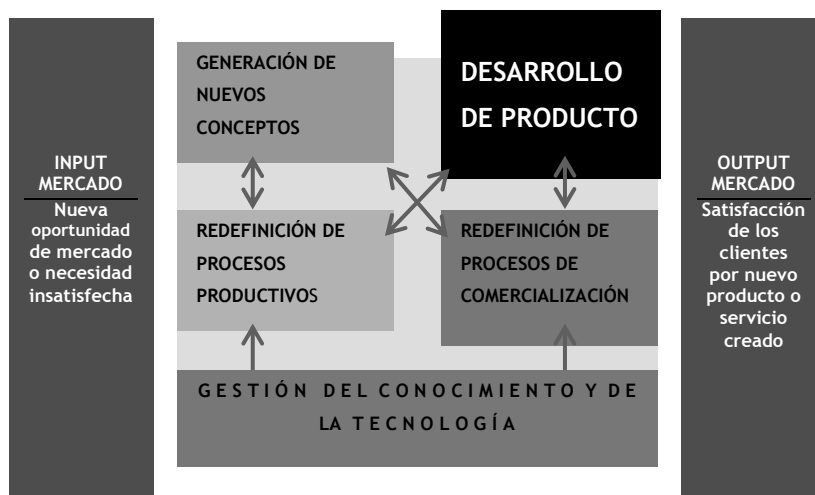 INPUT
MERCADO
Nueva
oportunidad
de mercado
o necesidad
insatisfecha
GENERACIÓN DE
NUEVOS
CONCEPTOS
DESARROLLO
DE PRODUCTO
REDEFINICIÓN DE
PROCESOS
PRODUCTIVOS
REDEFINICIÓN DE
PROCESOS DE
COMERCIALIZACIÓN
GESTIÓN DEL CONOCIMIENTO Y DE
LA TECNOLOGÍA
OUTPUT
MERCADO
Satisfacción
de los
clientes
por nuevo
producto o
servicio
creado